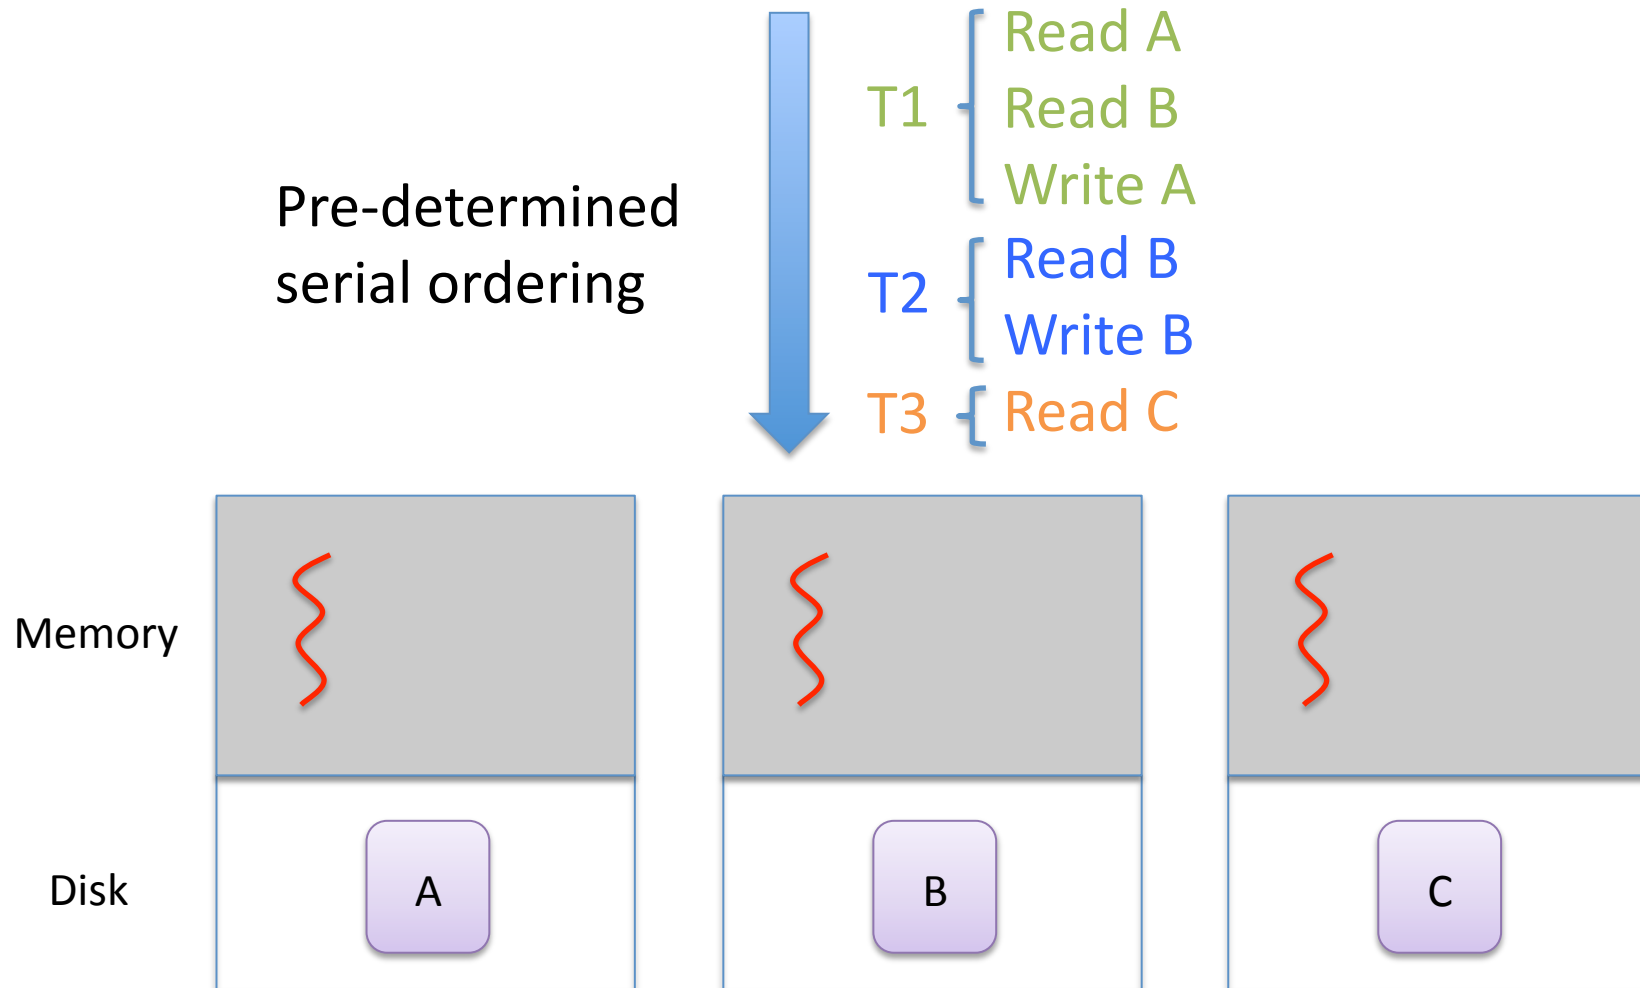 Pre-determined
serial ordering
T1
Read A
Read B
Write A
T2
Read B
Write B
T3
Read C
Memory
Disk
A
B
C